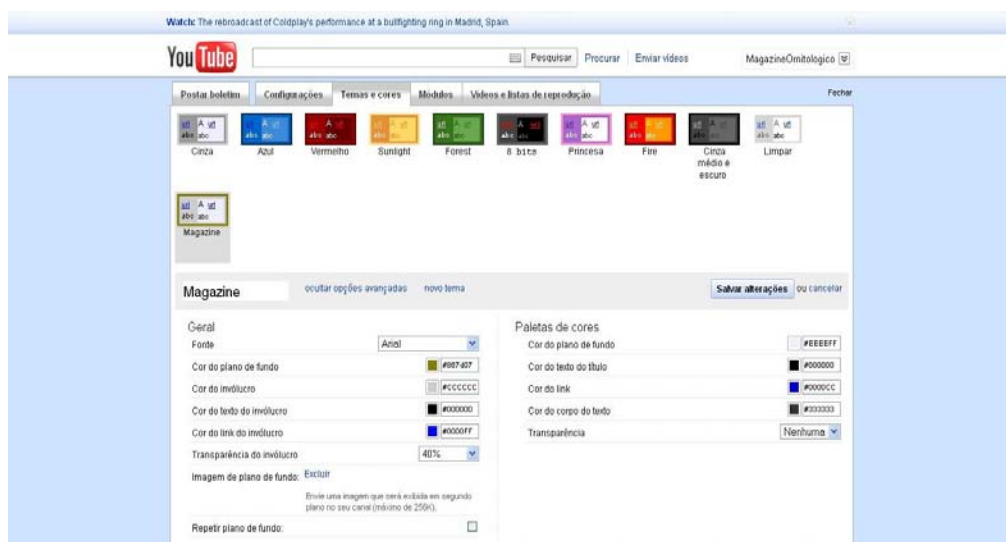 Watch: The rebroadcast of Coldplay's performance at a bullfighting ring in Madrid, Spain.
YouTube Pesquisar Procurar Enviar vídeos MagazineOrnitologico
Postar boletim Configurações Temas e cores Módulos Vídeos e listas de reprodução Fechar
Cinza Azul Vermelho Sunlight Forest 8 bits Princesa Fire Cinza médio e escuro Limpar
Magazine
Magazine ocultar opções avançadas novo tema Salvar alterações ou cancelar
Geral Paletas de cores
Fonte Arial Cor do plano de fundo #EEEEFF
Cor do plano de fundo Cor do texto do título #000000
Cor do invólucro #CCCCCC Cor do link #0000CC
Cor do texto do invólucro #000000 Cor do corpo do texto #333333
Cor do link do invólucro #0000FF Transparência Nenhuma
Transparência do invólucro 40%
Imagem de plano de fundo: Excluir
Envie uma imagem que será exibida em segundo
plano no seu canal (máximo de 256K).
Repetir plano de fundo: